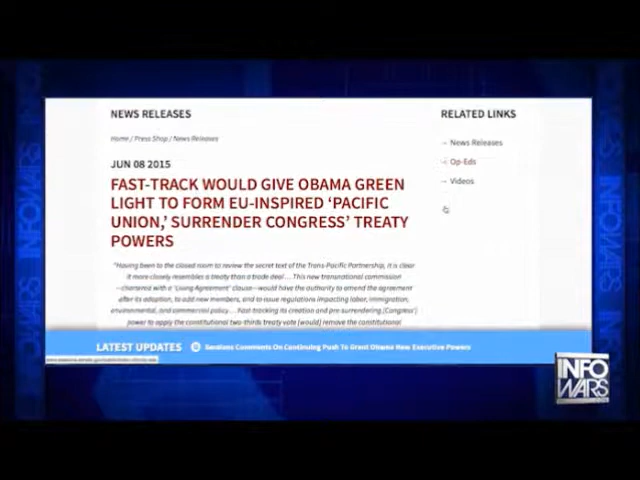 NEWS RELEASES
RELATED LINKS
Home / Press Shop / News Releases
→ News Releases
JUN 08 2015
→ Op-Eds
FAST-TRACK WOULD GIVE OBAMA GREEN
→ Videos
LIGHT TO FORM EU-INSPIRED ‘PACIFIC
UNION,’ SURRENDER CONGRESS’ TREATY
POWERS
“Having been to the closed room to review the secret text of the Trans-Pacific Partnership, it is clear
it more closely resembles a treaty than a trade deal… This new transnational commission
—chartered with a ‘Living Agreement’ clause—would have the authority to amend the agreement
after its adoption, to add new members, and to issue regulations impacting labor, immigration,
environmental, and commercial policy… Fast-tracking its creation and pre-surrendering [Congress’]
power to apply the constitutional two-thirds treaty vote [would] remove the constitutional
LATEST UPDATES
Sessions Comments On Continuing Push To Grant Obama New Executive Powers
INFO
WARS
INFOWARS
INFOWARS